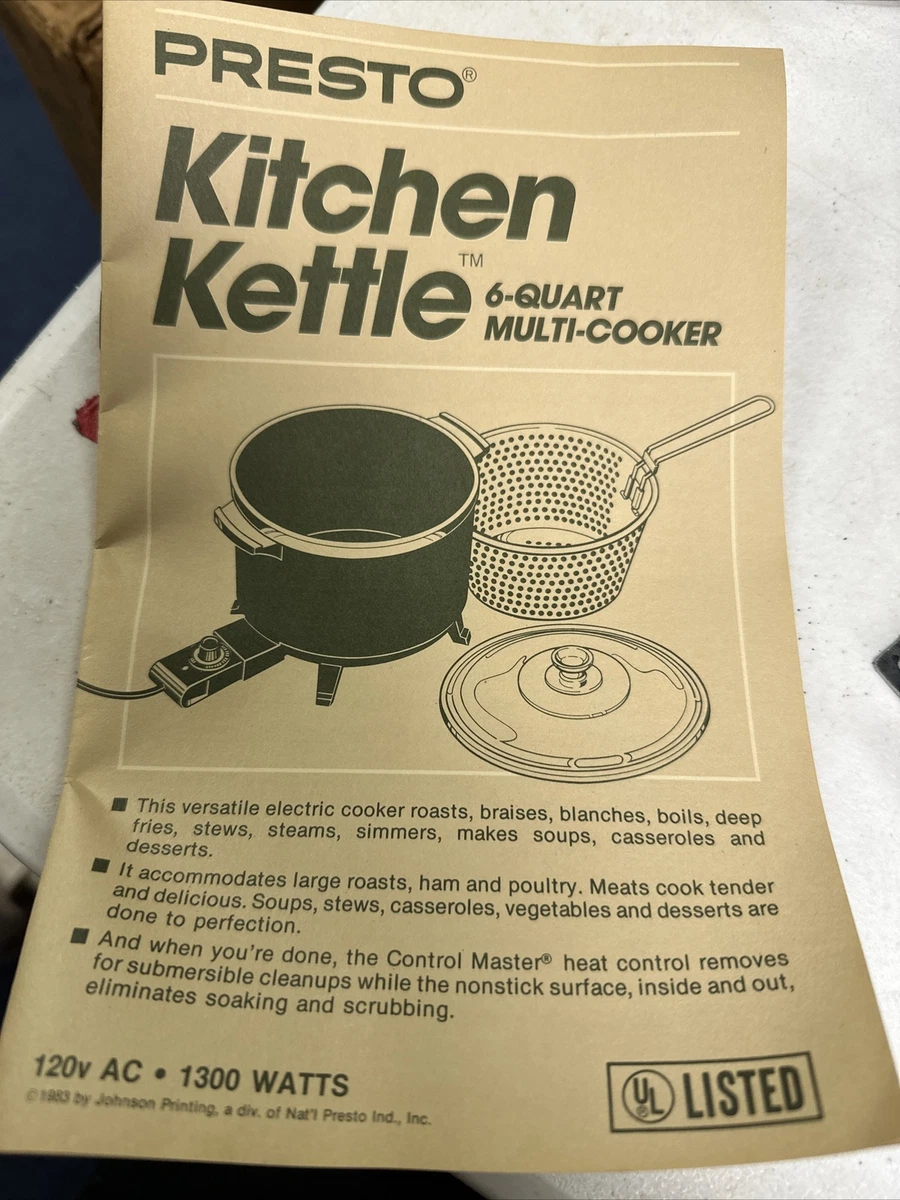 PRESTO®
Kitchen
Kettle™ 6-QUART
MULTI-COOKER
■ This versatile electric cooker roasts, braises, blanches, boils, deep
fries, stews, steams, simmers, makes soups, casseroles and
desserts.
■ It accommodates large roasts, ham and poultry. Meats cook tender
and delicious. Soups, stews, casseroles, vegetables and desserts are
done to perfection.
■ And when you're done, the Control Master® heat control removes
for submersible cleanups while the nonstick surface, inside and out,
eliminates soaking and scrubbing.
120v AC • 1300 WATTS
©1983 by Johnson Printing, a div. of Nat'l Presto Ind., Inc.
UL® LISTED